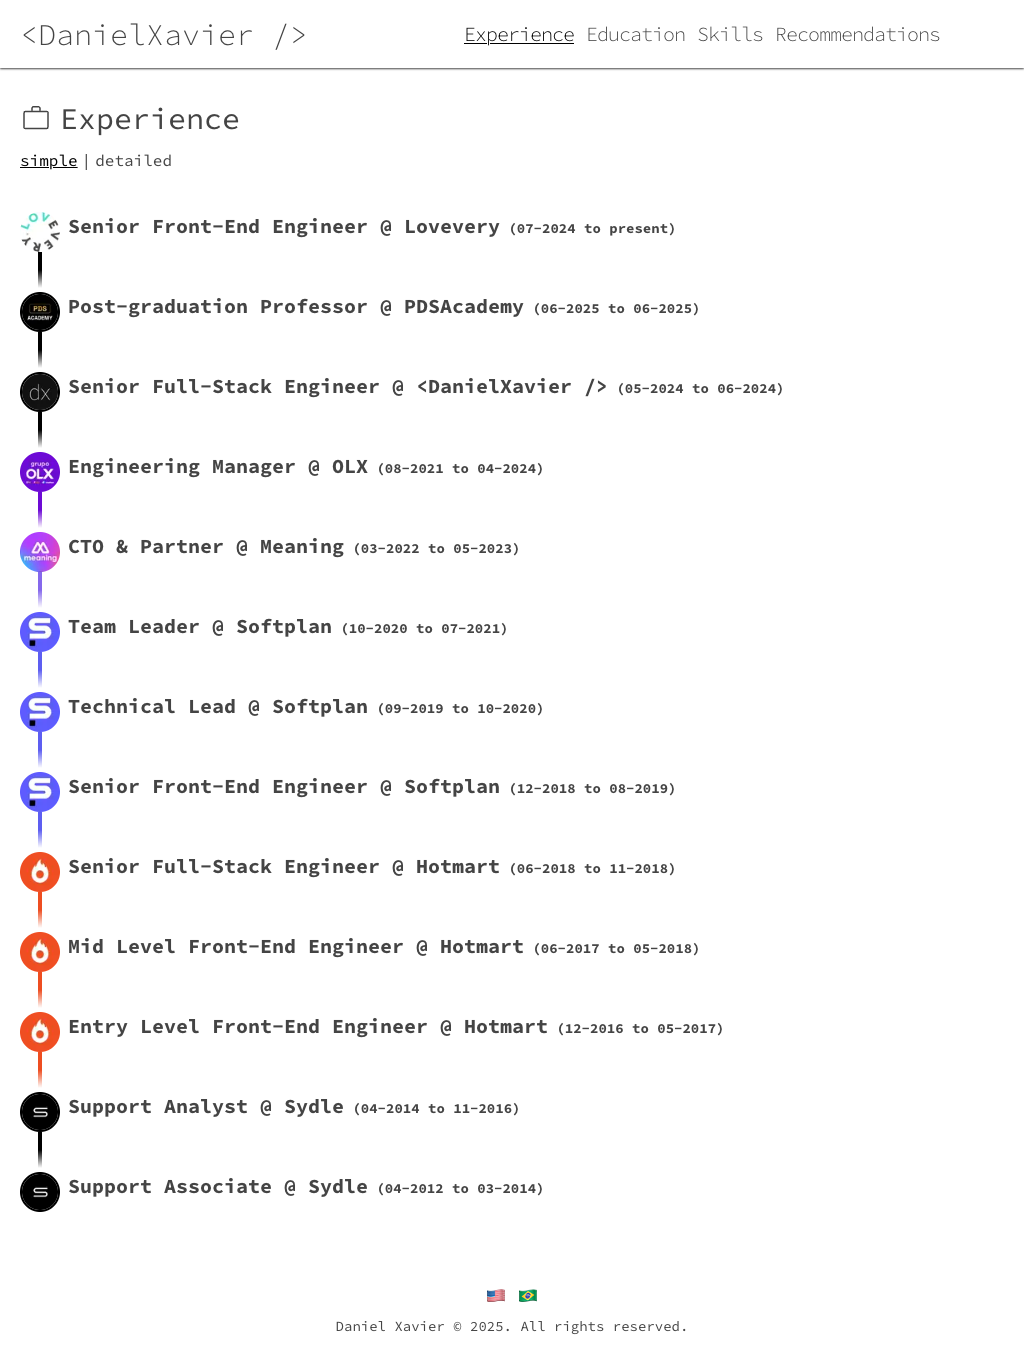 <DanielXavier />
Experience Education Skills Recommendations
Experience
simple | detailed
LOVEVERY.
Senior Front-End Engineer @ Lovevery (07-2024 to present)
PDS
ACADEMY
Post-graduation Professor @ PDSAcademy (06-2025 to 06-2025)
dx
Senior Full-Stack Engineer @ <DanielXavier /> (05-2024 to 06-2024)
grupo
OLX
Engineering Manager @ OLX (08-2021 to 04-2024)
meaning
CTO & Partner @ Meaning (03-2022 to 05-2023)
Team Leader @ Softplan (10-2020 to 07-2021)
Technical Lead @ Softplan (09-2019 to 10-2020)
Senior Front-End Engineer @ Softplan (12-2018 to 08-2019)
Senior Full-Stack Engineer @ Hotmart (06-2018 to 11-2018)
Mid Level Front-End Engineer @ Hotmart (06-2017 to 05-2018)
Entry Level Front-End Engineer @ Hotmart (12-2016 to 05-2017)
Support Analyst @ Sydle (04-2014 to 11-2016)
Support Associate @ Sydle (04-2012 to 03-2014)
Daniel Xavier © 2025. All rights reserved.